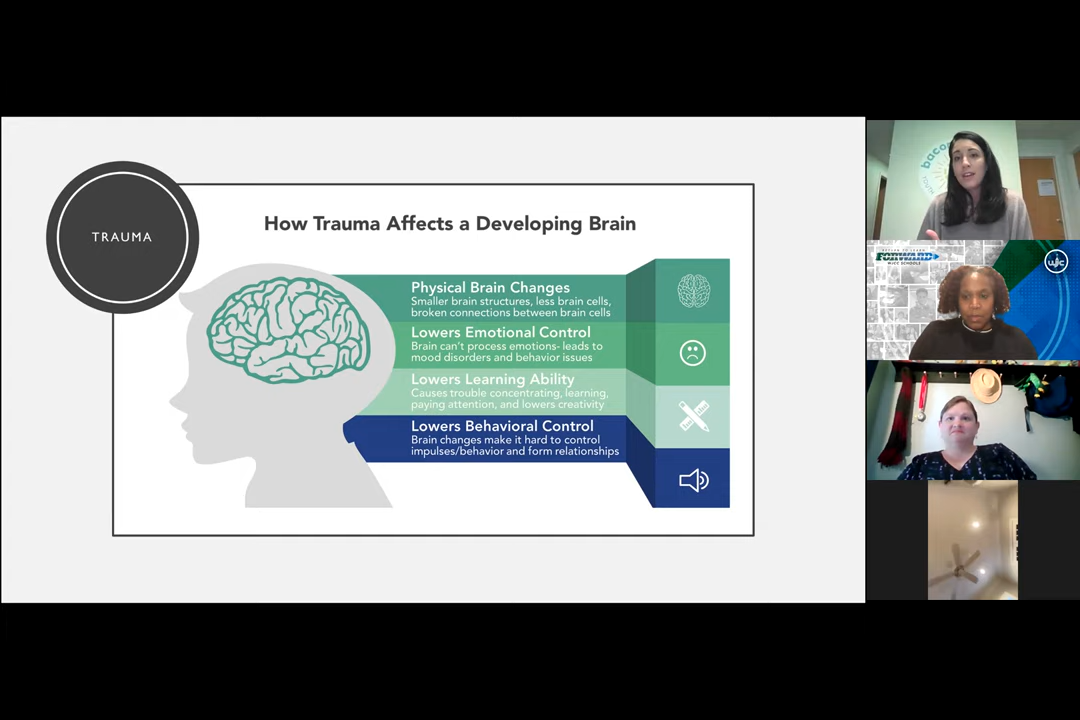 TRAUMA
How Trauma Affects a Developing Brain
Physical Brain Changes
Smaller brain structures, less brain cells,
broken connections between brain cells
Lowers Emotional Control
Brain can't process emotions- leads to
mood disorders and behavior issues
Lowers Learning Ability
Causes trouble concentrating, learning,
paying attention, and lowers creativity
Lowers Behavioral Control
Brain changes make it hard to control
impulses/behavior and form relationships
FORWARD